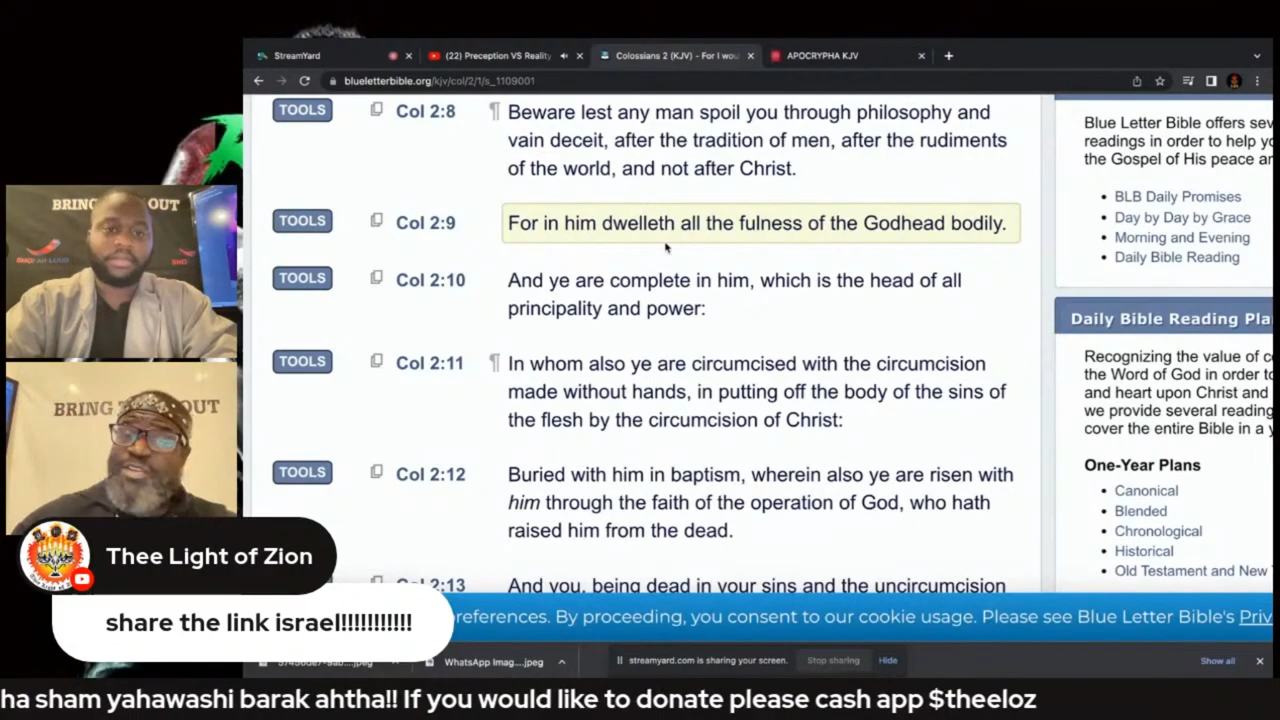 StreamYard
(22) Preception VS Reality
Colossians 2 (KJV) - For I wou
APOCRYPHA KJV
blueletterbible.org/kjv/col/2/1/s_1109001
TOOLS
Col 2:8
¶ Beware lest any man spoil you through philosophy and
vain deceit, after the tradition of men, after the rudiments
of the world, and not after Christ.
TOOLS
Col 2:9
For in him dwelleth all the fulness of the Godhead bodily.
TOOLS
Col 2:10
And ye are complete in him, which is the head of all
principality and power:
TOOLS
Col 2:11
¶ In whom also ye are circumcised with the circumcision
made without hands, in putting off the body of the sins of
the flesh by the circumcision of Christ:
TOOLS
Col 2:12
Buried with him in baptism, wherein also ye are risen with
him through the faith of the operation of God, who hath
raised him from the dead.
Col 2:13
And you, being dead in your sins and the uncircumcision
Blue Letter Bible offers sev
readings in order to help yo
the Gospel of His peace an
• BLB Daily Promises
• Day by Day by Grace
• Morning and Evening
• Daily Bible Reading
Daily Bible Reading Pla
Recognizing the value of co
the Word of God in order to
and heart upon Christ and
we provide several reading
cover the entire Bible in a y
One-Year Plans
• Canonical
• Blended
• Chronological
• Historical
• Old Testament and New T
BRING OUT
BRING OUT
Thee Light of Zion
share the link israel!!!!!!!!!!!
references. By proceeding, you consent to our cookie usage. Please see Blue Letter Bible's Priv
WhatsApp Imag....jpeg
streamyard.com is sharing your screen.
Stop sharing
Hide
Show all
ha sham yahawashi barak ahtha!! If you would like to donate please cash app $theeloz